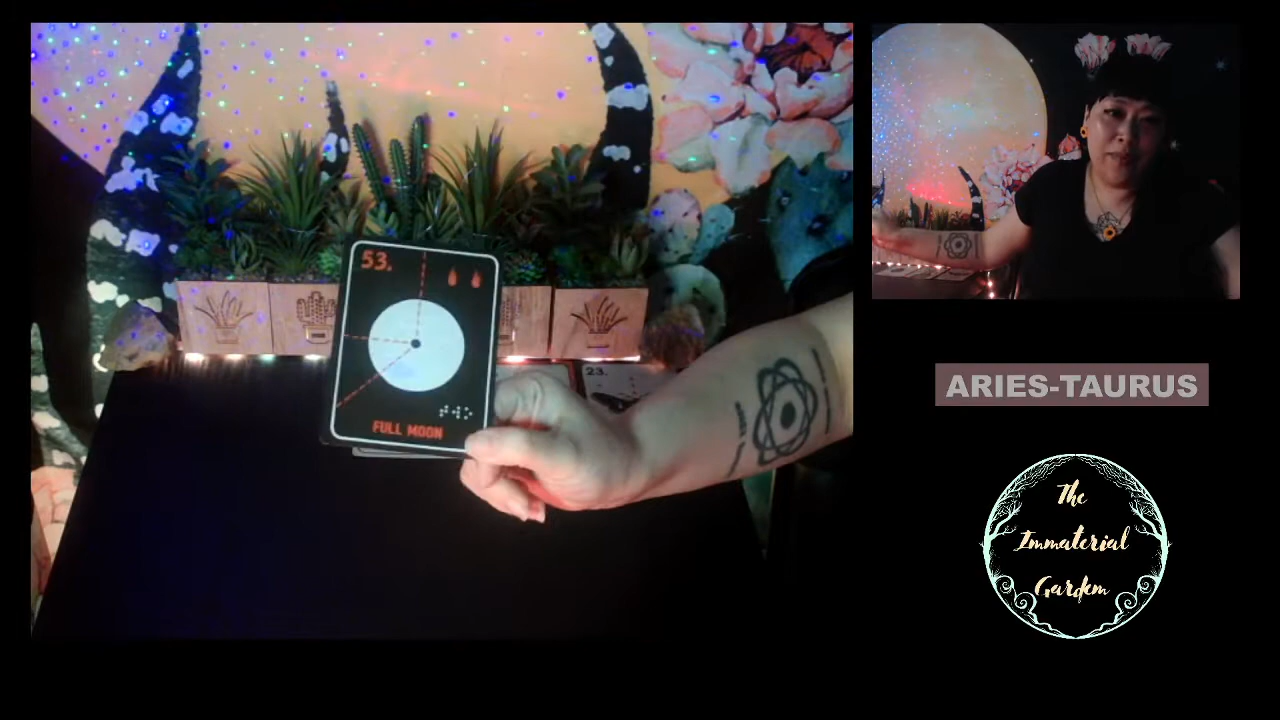 53.
FULL MOON
23.
ARIES-TAURUS
The
Immaterial
Garden